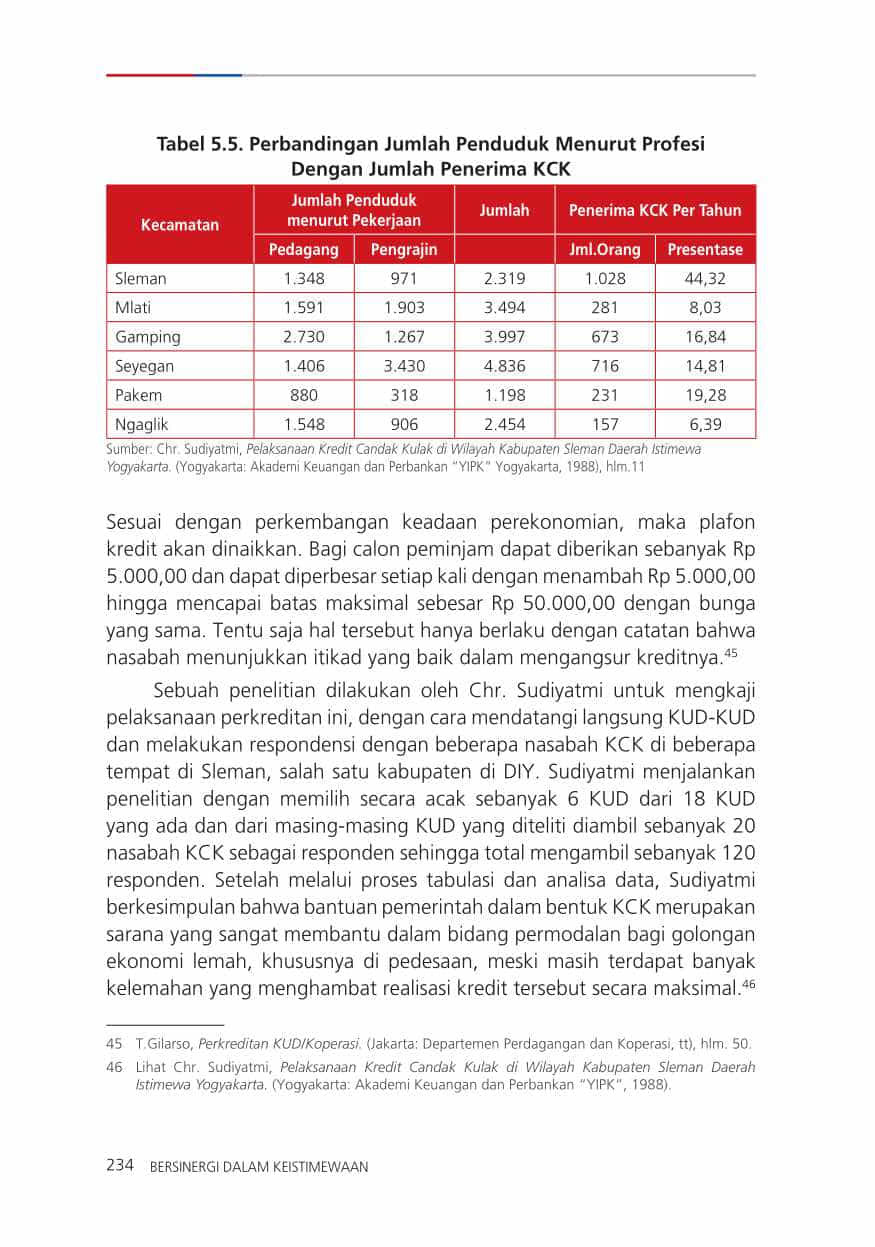 Tabel 5.5. Perbandingan Jumlah Penduduk Menurut Profesi
Dengan Jumlah Penerima KCK
Kecamatan Jumlah Penduduk menurut Pekerjaan Jumlah Penerima KCK Per Tahun
Pedagang Pengrajin Jml.Orang Presentase
Sleman 1.348 971 2.319 1.028 44,32
Mlati 1.591 1.903 3.494 281 8,03
Gamping 2.730 1.267 3.997 673 16,84
Seyegan 1.406 3.430 4.836 716 14,81
Pakem 880 318 1.198 231 19,28
Ngaglik 1.548 906 2.454 157 6,39
Sumber: Chr. Sudiyatmi, Pelaksanaan Kredit Candak Kulak di Wilayah Kabupaten Sleman Daerah Istimewa
Yogyakarta. (Yogyakarta: Akademi Keuangan dan Perbankan “YIPK” Yogyakarta, 1988), hlm.11
Sesuai dengan perkembangan keadaan perekonomian, maka plafon
kredit akan dinaikkan. Bagi calon peminjam dapat diberikan sebanyak Rp
5.000,00 dan dapat diperbesar setiap kali dengan menambah Rp 5.000,00
hingga mencapai batas maksimal sebesar Rp 50.000,00 dengan bunga
yang sama. Tentu saja hal tersebut hanya berlaku dengan catatan bahwa
nasabah menunjukkan itikad yang baik dalam mengangsur kreditnya.45
Sebuah penelitian dilakukan oleh Chr. Sudiyatmi untuk mengkaji
pelaksanaan perkreditan ini, dengan cara mendatangi langsung KUD-KUD
dan melakukan respondensi dengan beberapa nasabah KCK di beberapa
tempat di Sleman, salah satu kabupaten di DIY. Sudiyatmi menjalankan
penelitian dengan memilih secara acak sebanyak 6 KUD dari 18 KUD
yang ada dan dari masing-masing KUD yang diteliti diambil sebanyak 20
nasabah KCK sebagai responden sehingga total mengambil sebanyak 120
responden. Setelah melalui proses tabulasi dan analisa data, Sudiyatmi
berkesimpulan bahwa bantuan pemerintah dalam bentuk KCK merupakan
sarana yang sangat membantu dalam bidang permodalan bagi golongan
ekonomi lemah, khususnya di pedesaan, meski masih terdapat banyak
kelemahan yang menghambat realisasi kredit tersebut secara maksimal.46
45 T.Gilarso, Perkreditan KUD/Koperasi. (Jakarta: Departemen Perdagangan dan Koperasi, tt), hlm. 50.
46 Lihat Chr. Sudiyatmi, Pelaksanaan Kredit Candak Kulak di Wilayah Kabupaten Sleman Daerah
Istimewa Yogyakarta. (Yogyakarta: Akademi Keuangan dan Perbankan “YIPK”, 1988).
234 BERSINERGI DALAM KEISTIMEWAAN